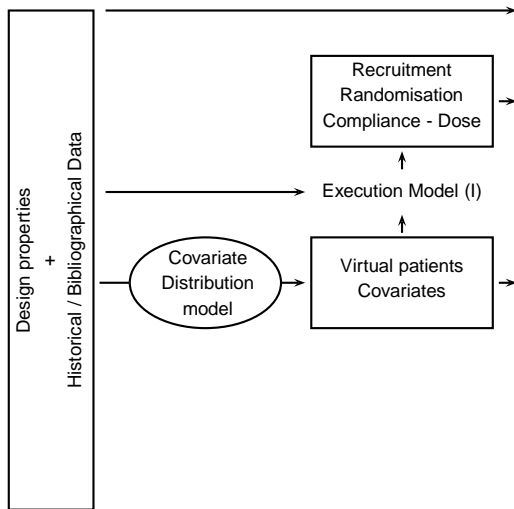 Design properties
+
Historical / Bibliographical Data
Recruitment
Randomisation
Compliance - Dose
Execution Model (I)
Covariate
Distribution
model
Virtual patients
Covariates